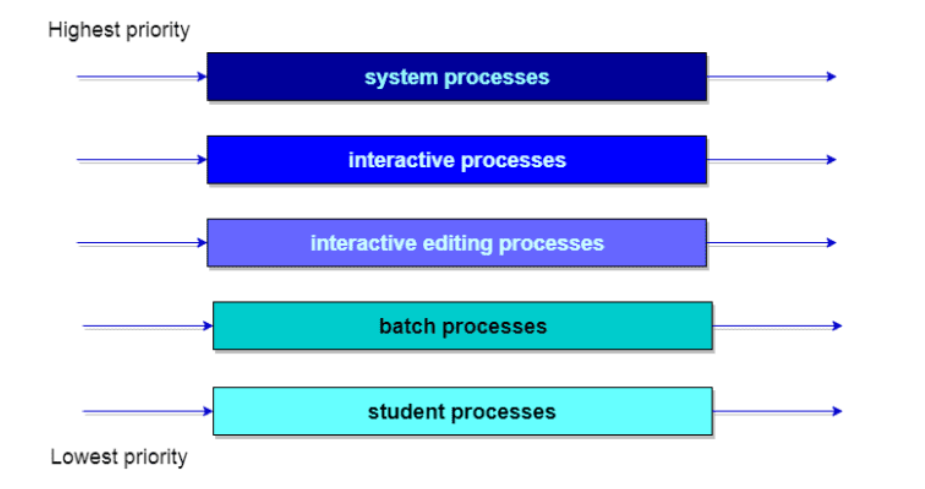 Highest priority
system processes
interactive processes
interactive editing processes
batch processes
student processes
Lowest priority